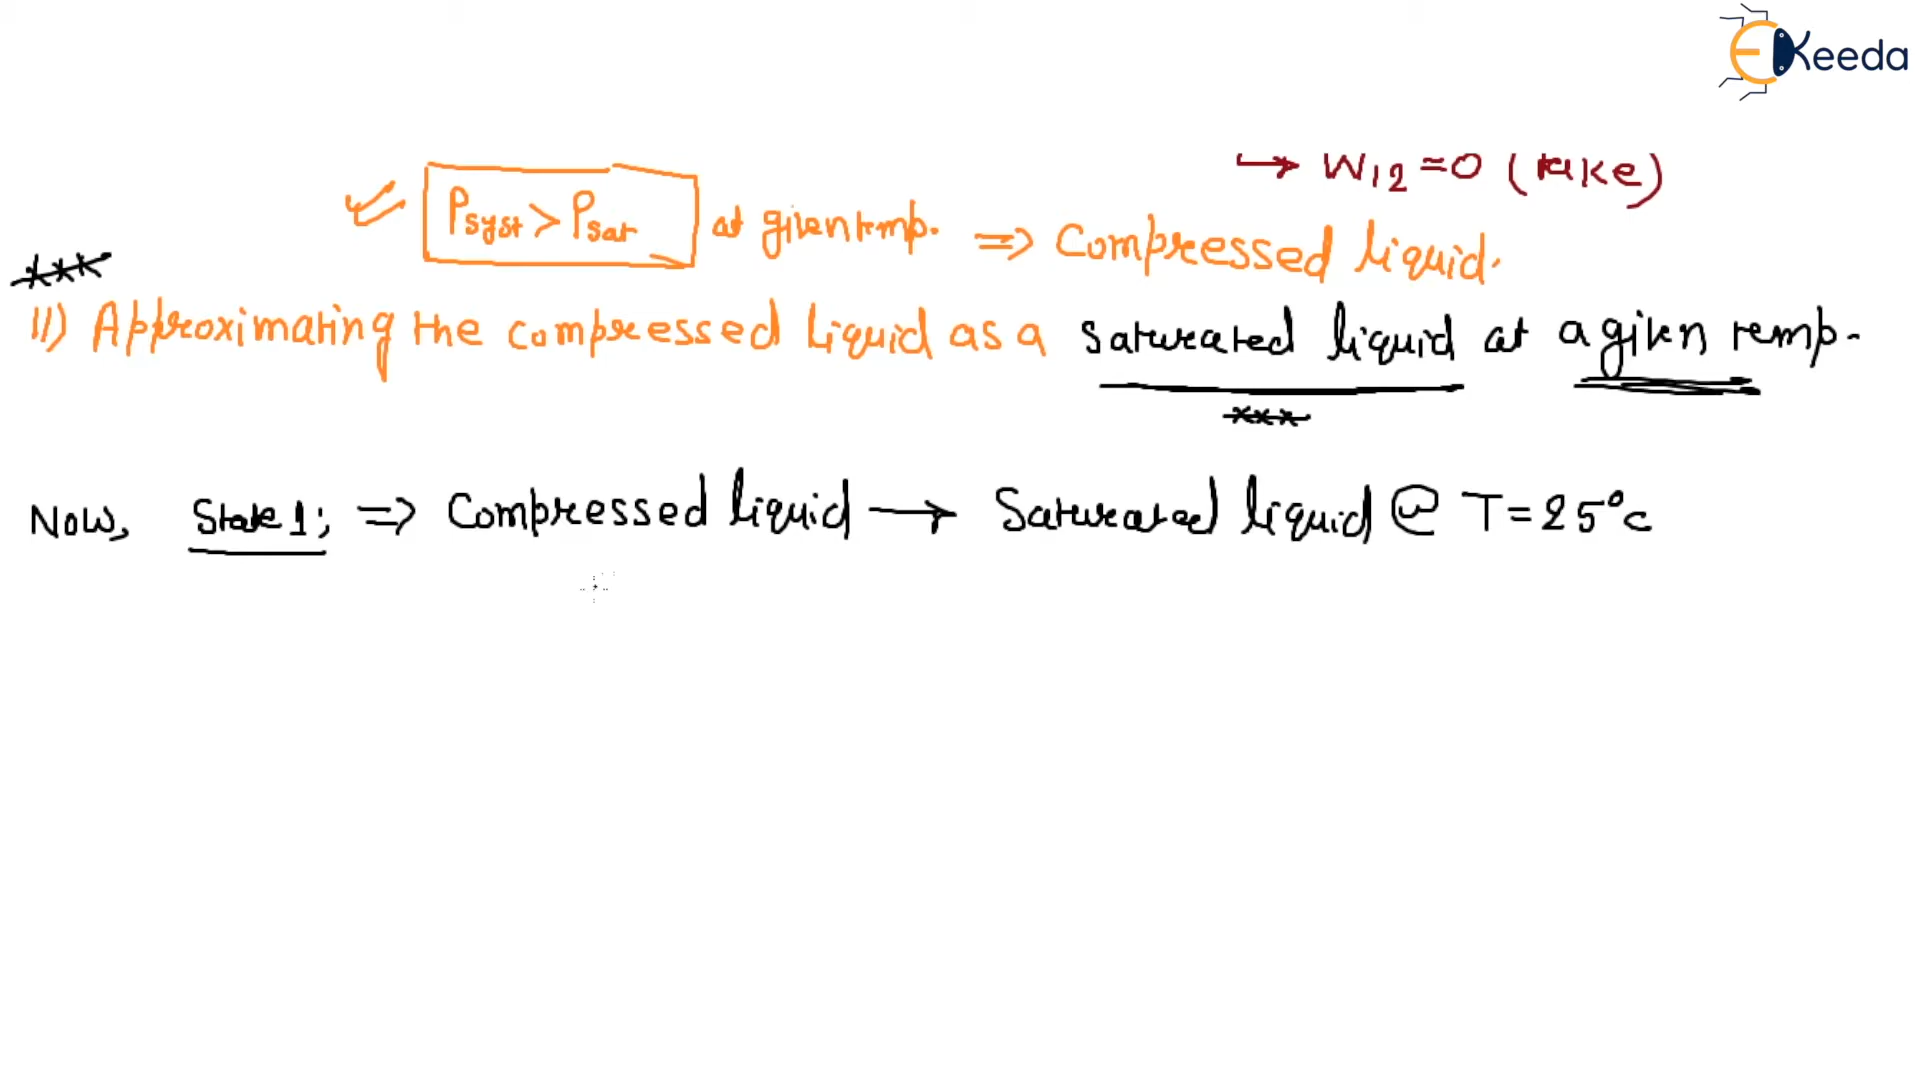 EKeeda
↳ W12 = 0 (take)
Psyst > Psat at given temp. ⇒ Compressed liquid.
***
II) Approximating the compressed liquid as a saturated liquid at a given temp.
***
Now, State 1; ⇒ Compressed liquid → Saturated liquid @ T = 25°c